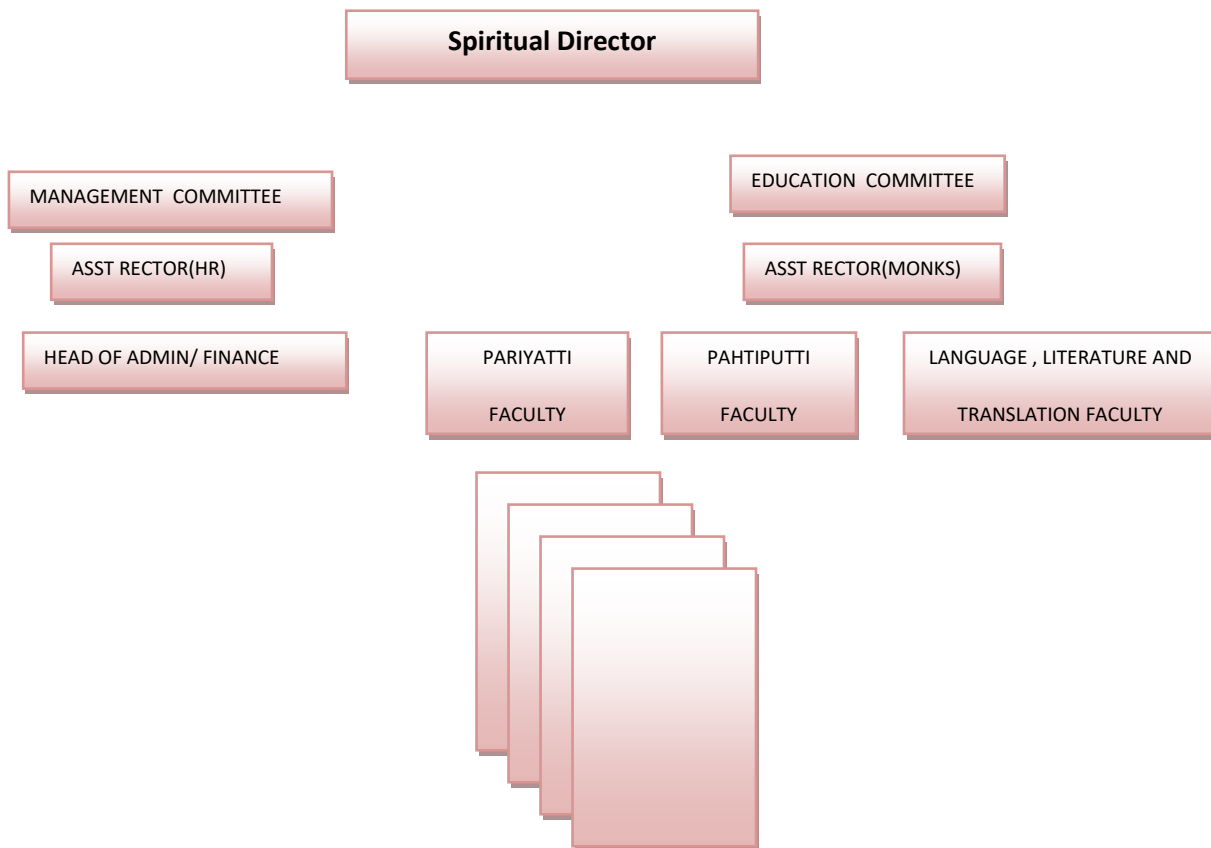 Spiritual Director
MANAGEMENT COMMITTEE
EDUCATION COMMITTEE
ASST RECTOR(HR)
ASST RECTOR(MONKS)
HEAD OF ADMIN/ FINANCE
PARIYATTI
FACULTY
PAHTIPUTTI
FACULTY
LANGUAGE , LITERATURE AND
TRANSLATION FACULTY